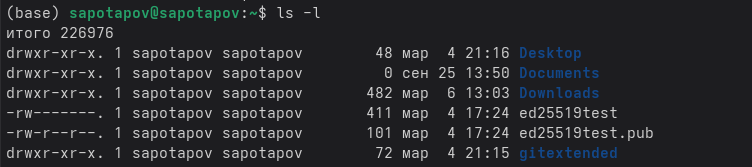 (base) sapotapov@sapotapov:~$ ls -l
итого 226976
drwxr-xr-x. 1 sapotapov sapotapov        48 мар  4 21:16 Desktop
drwxr-xr-x. 1 sapotapov sapotapov         0 сен 25 13:50 Documents
drwxr-xr-x. 1 sapotapov sapotapov       482 мар  6 13:03 Downloads
-rw-------. 1 sapotapov sapotapov       411 мар  4 17:24 ed25519test
-rw-r--r--. 1 sapotapov sapotapov       101 мар  4 17:24 ed25519test.pub
drwxr-xr-x. 1 sapotapov sapotapov        72 мар  4 21:15 gitextended